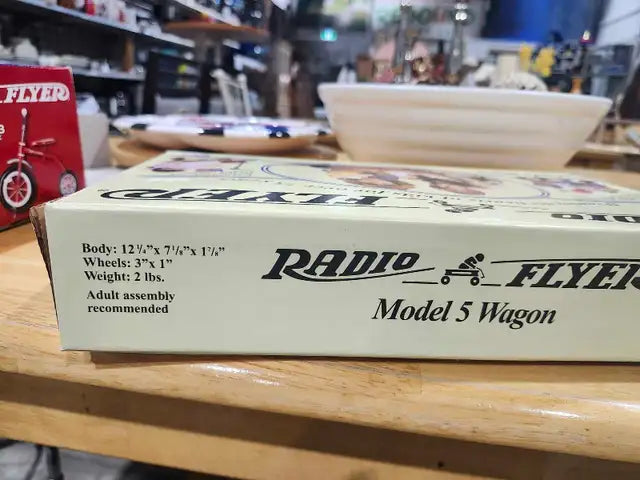 FLYER
FLYER
Body: 12 1/4"x 7 1/8"x 1 7/8"
Wheels: 3"x 1"
Weight: 2 lbs.
Adult assembly
recommended
RADIO FLYER
Model 5 Wagon